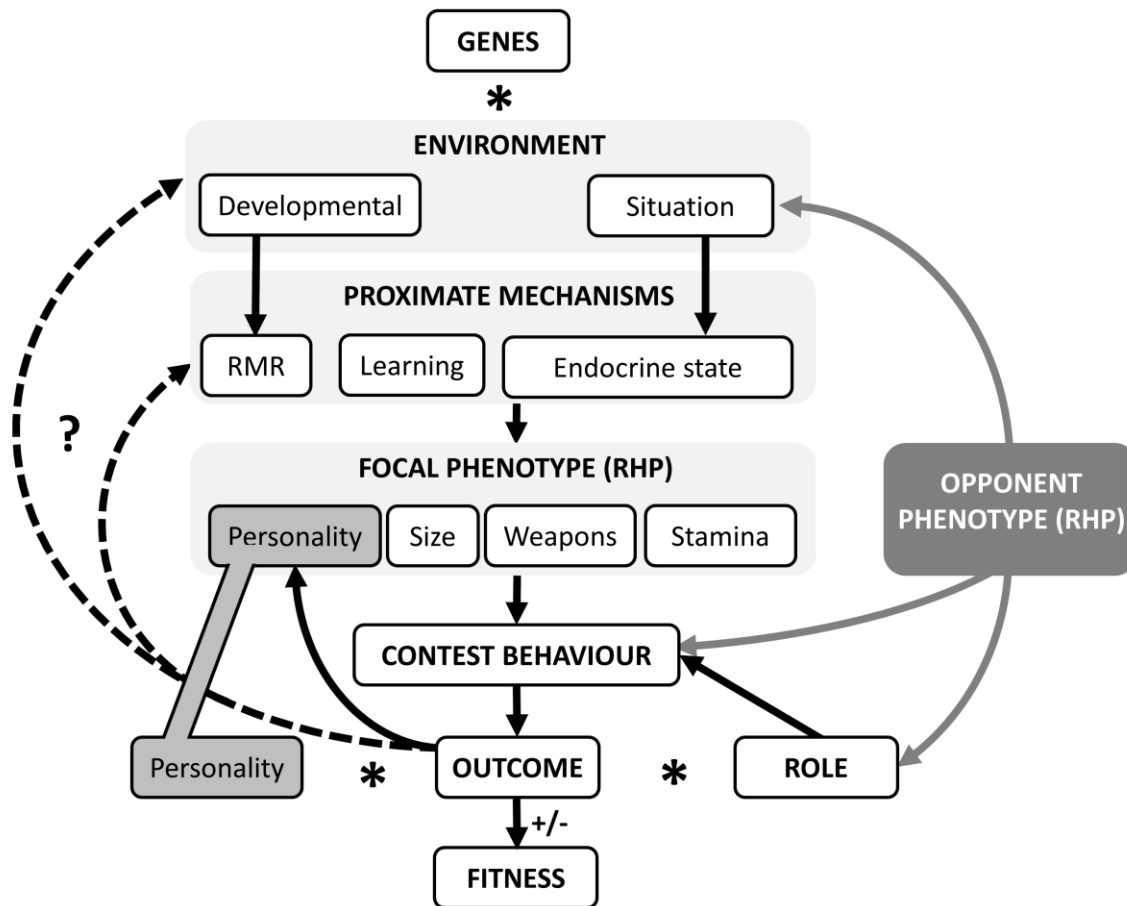 GENES
*
ENVIRONMENT
Developmental
Situation
PROXIMATE MECHANISMS
RMR
Learning
Endocrine state
?
FOCAL PHENOTYPE (RHP)
OPPONENT
PHENOTYPE (RHP)
Personality
Size
Weapons
Stamina
CONTEST BEHAVIOUR
Personality
*
OUTCOME
*
ROLE
+/-
FITNESS